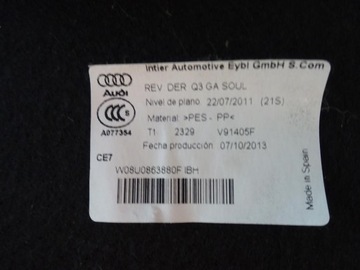 Intier Automotive Eybl GmbH S.Com
Audi
REV DER Q3 GA SOUL
Nivel de plano: 22/07/2011 (21S)
CCC S
Material: >PES - PP<
A077354
T1 2329 V91405F
Fecha producción: 07/10/2013
CE7
W08U0863880F IBH
Made in Spain